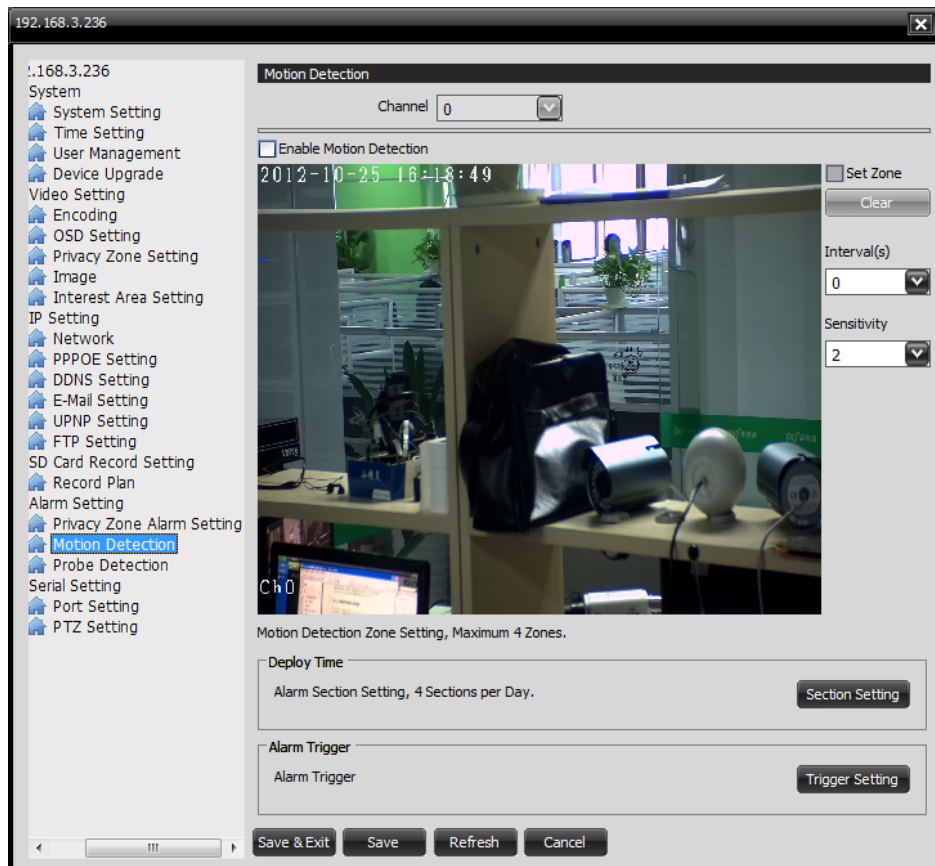 192.168.3.236
.168.3.236
System
System Setting
Time Setting
User Management
Device Upgrade
Video Setting
Encoding
OSD Setting
Privacy Zone Setting
Image
Interest Area Setting
IP Setting
Network
PPPOE Setting
DDNS Setting
E-Mail Setting
UPNP Setting
FTP Setting
SD Card Record Setting
Record Plan
Alarm Setting
Privacy Zone Alarm Setting
Motion Detection
Probe Detection
Serial Setting
Port Setting
PTZ Setting
Motion Detection
Channel 0
Enable Motion Detection
2012-10-25 16:18:49
Ch0
Set Zone
Clear
Interval(s)
0
Sensitivity
2
Motion Detection Zone Setting, Maximum 4 Zones.
Deploy Time
Alarm Section Setting, 4 Sections per Day.
Section Setting
Alarm Trigger
Alarm Trigger
Trigger Setting
Save & Exit
Save
Refresh
Cancel